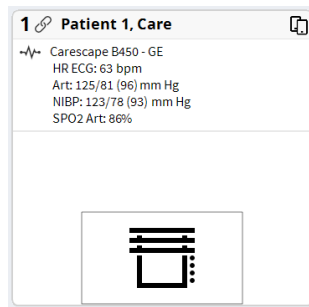 1 Patient 1, Care
Carescape B450 - GE
HR ECG: 63 bpm
Art: 125/81 (96) mm Hg
NIBP: 123/78 (93) mm Hg
SPO2 Art: 86%